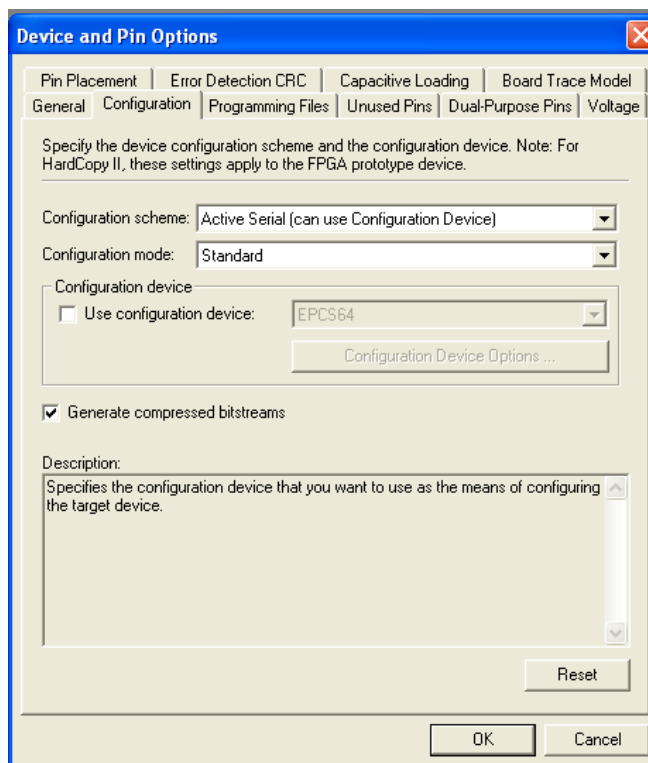 Device and Pin Options
Pin Placement Error Detection CRC Capacitive Loading Board Trace Model
General Configuration Programming Files Unused Pins Dual-Purpose Pins Voltage
Specify the device configuration scheme and the configuration device. Note: For
HardCopy II, these settings apply to the FPGA prototype device.
Configuration scheme: Active Serial (can use Configuration Device)
Configuration mode: Standard
Configuration device
Use configuration device: EPCS64
Configuration Device Options ...
Generate compressed bitstreams
Description:
Specifies the configuration device that you want to use as the means of configuring
the target device.
Reset
OK Cancel